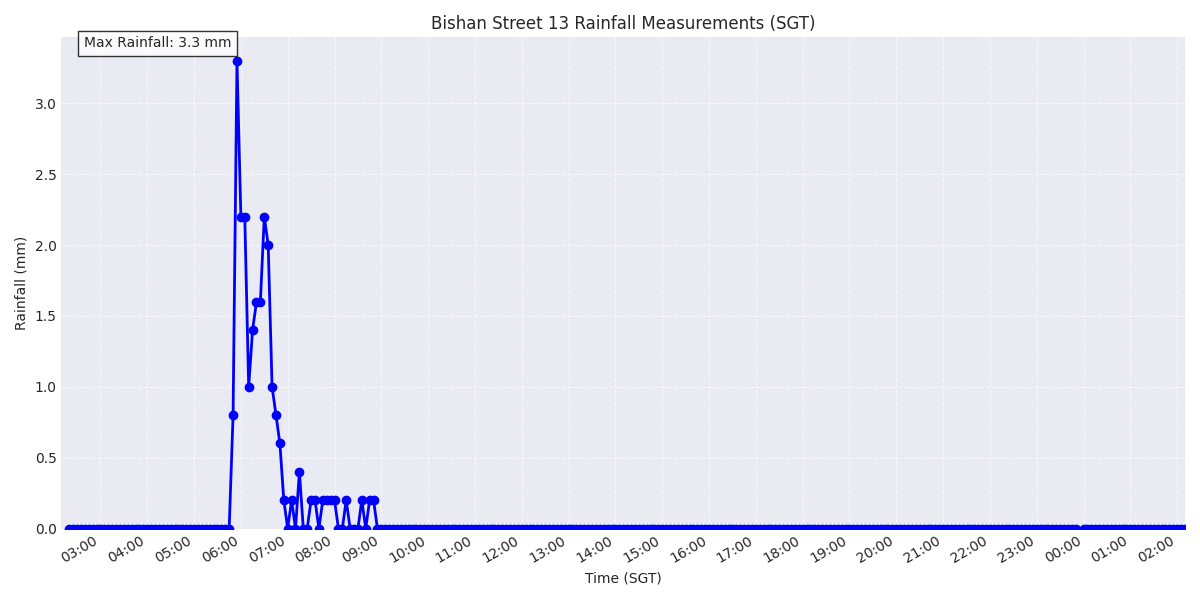 Bishan Street 13 Rainfall Measurements (SGT)
Max Rainfall: 3.3 mm
Rainfall (mm)
3.0
2.5
2.0
1.5
1.0
0.5
0.0
03:00 04:00 05:00 06:00 07:00 08:00 09:00 10:00 11:00 12:00 13:00 14:00 15:00 16:00 17:00 18:00 19:00 20:00 21:00 22:00 23:00 00:00 01:00 02:00
Time (SGT)